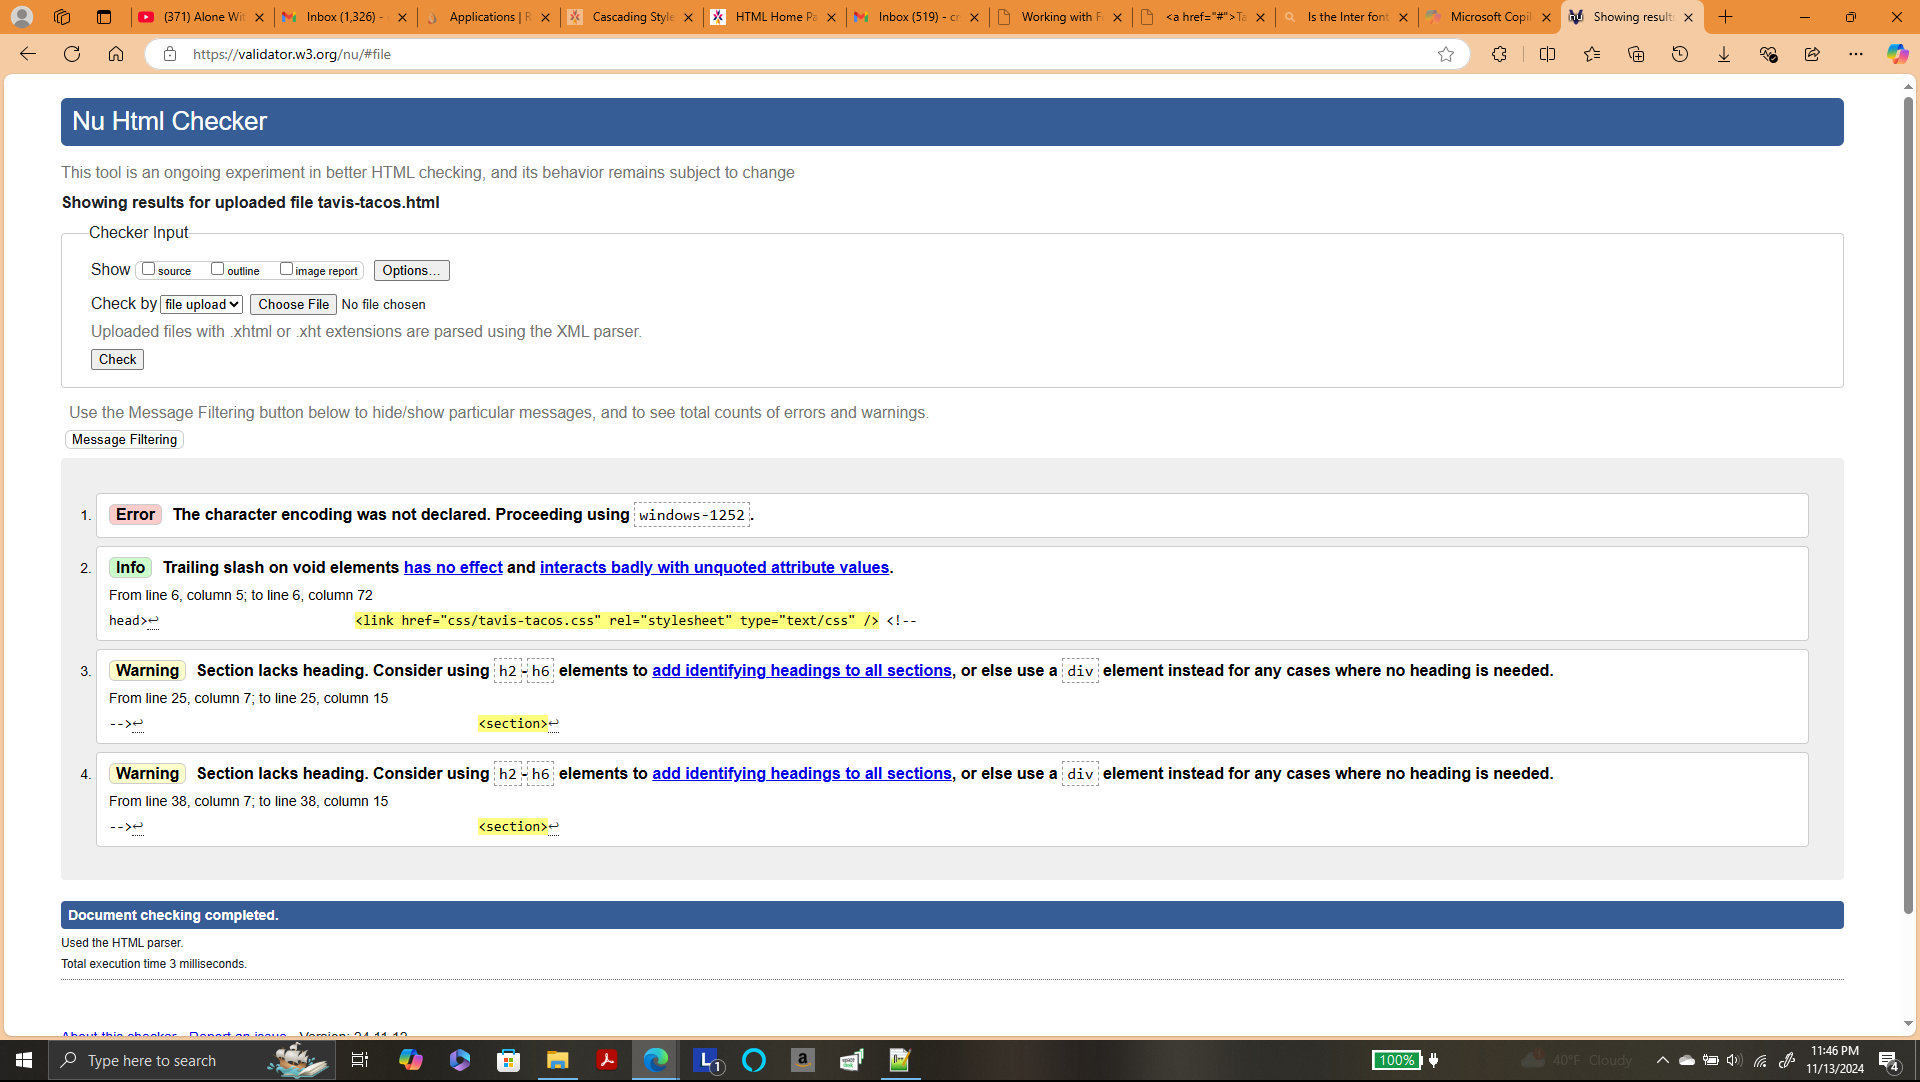 (371) Alone Wit
Inbox (1,326) -
Applications | R
Cascading Style
HTML Home Pa
Inbox (519) - cr
Working with F
<a href="#">Ta
Is the Inter font
Microsoft Copil
Showing result
https://validator.w3.org/nu/#file
Nu Html Checker
This tool is an ongoing experiment in better HTML checking, and its behavior remains subject to change
Showing results for uploaded file tavis-tacos.html
Checker Input
Show source outline image report Options...
Check by file upload Choose File No file chosen
Uploaded files with .xhtml or .xht extensions are parsed using the XML parser.
Check
Use the Message Filtering button below to hide/show particular messages, and to see total counts of errors and warnings.
Message Filtering
1. Error The character encoding was not declared. Proceeding using windows-1252.
2. Info Trailing slash on void elements has no effect and interacts badly with unquoted attribute values.
From line 6, column 5; to line 6, column 72
head>↩ <link href="css/tavis-tacos.css" rel="stylesheet" type="text/css" /> <!--
3. Warning Section lacks heading. Consider using h2-h6 elements to add identifying headings to all sections, or else use a div element instead for any cases where no heading is needed.
From line 25, column 7; to line 25, column 15
-->↩ <section>↩
4. Warning Section lacks heading. Consider using h2-h6 elements to add identifying headings to all sections, or else use a div element instead for any cases where no heading is needed.
From line 38, column 7; to line 38, column 15
-->↩ <section>↩
Document checking completed.
Used the HTML parser.
Total execution time 3 milliseconds.
About this checker Report an issue Version: 24.11.12
Type here to search
100%
40°F Cloudy
11:46 PM
11/13/2024
4